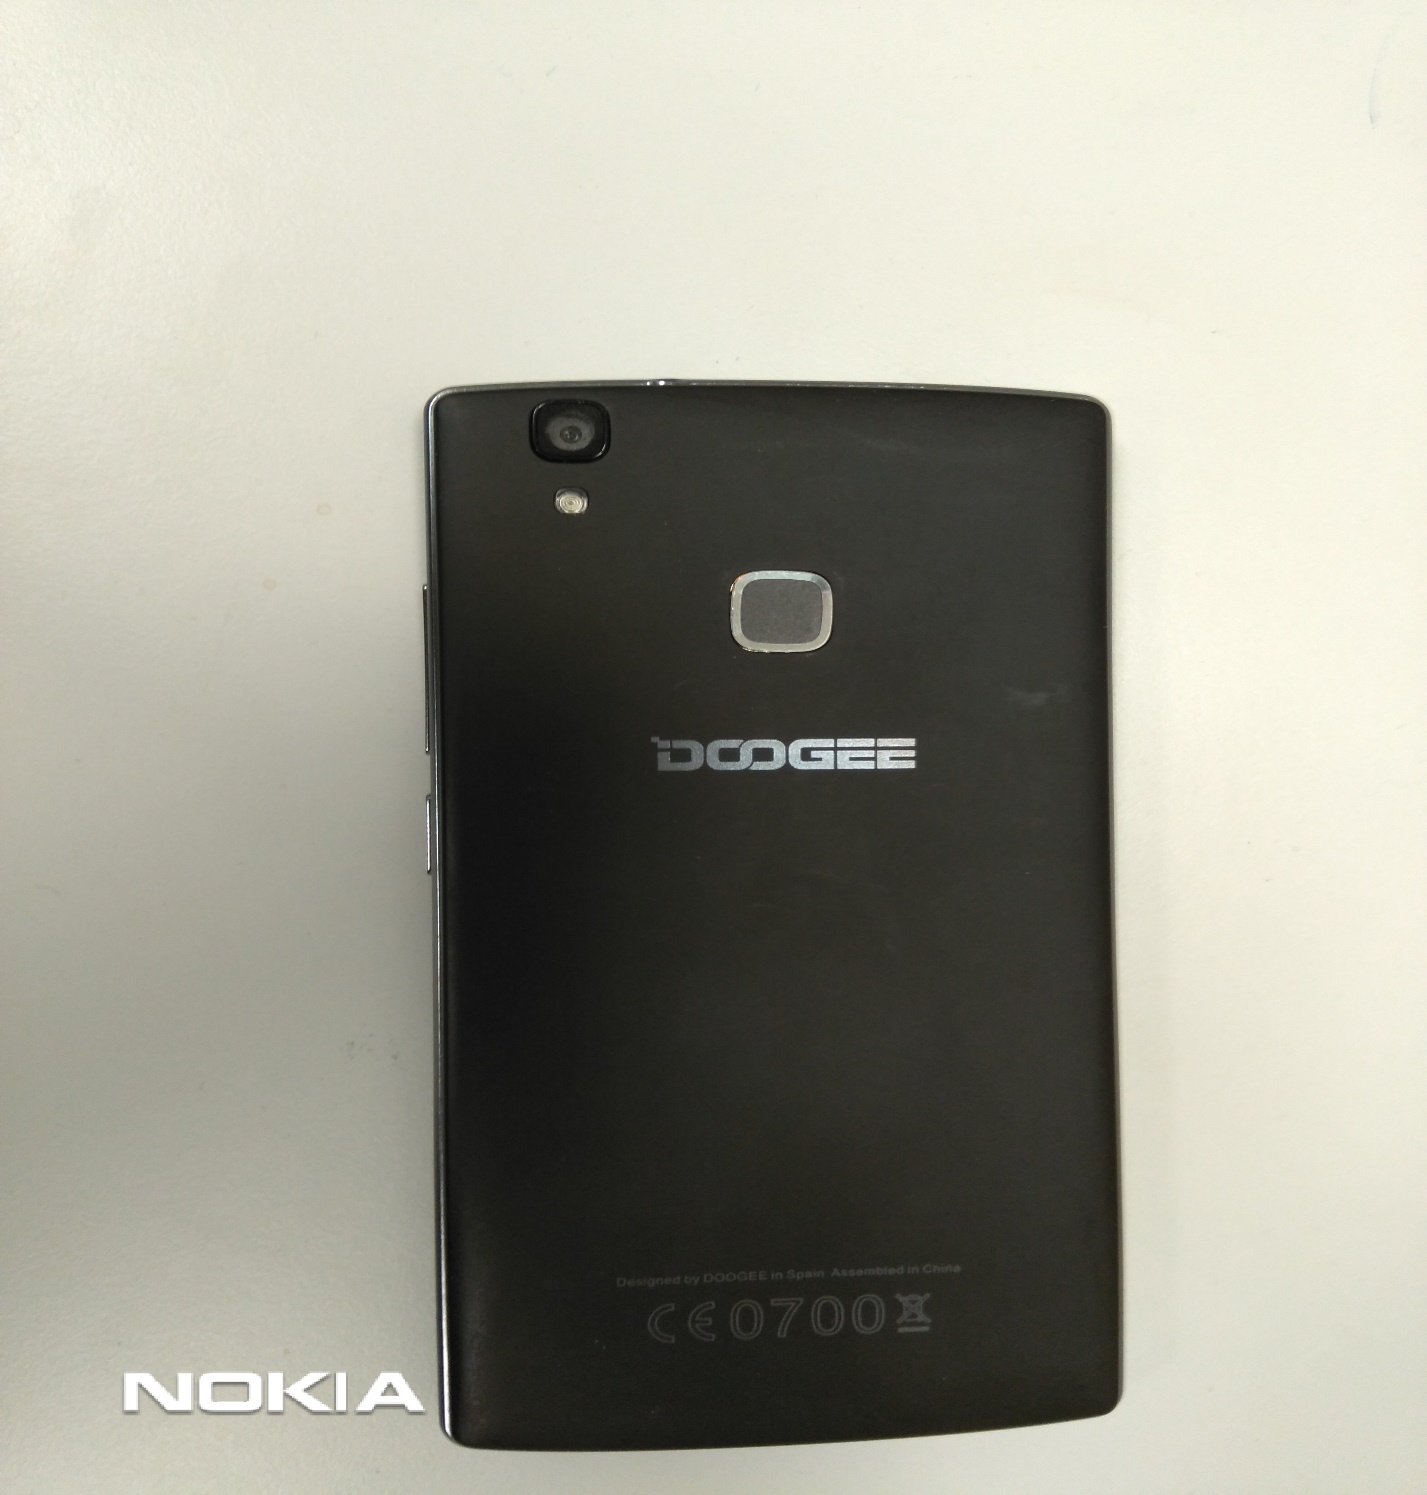 DOOGEE
Designed by DOOGEE in Spain Assembled in China
CE0700
NOKIA